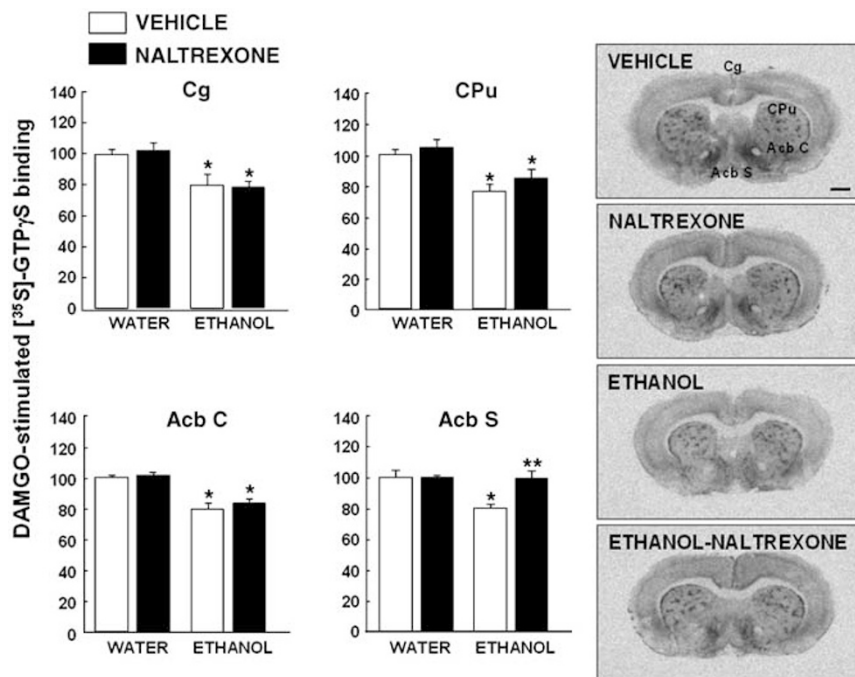 VEHICLE
NALTREXONE
DAMGO-stimulated [³⁵S]-GTPγS binding
Cg
140
120
100
80
60
40
20
0
* *
WATER ETHANOL
CPu
140
120
100
80
60
40
20
0
* *
WATER ETHANOL
Acb C
140
120
100
80
60
40
20
0
* *
WATER ETHANOL
Acb S
140
120
100
80
60
40
20
0
* **
WATER ETHANOL
VEHICLE
Cg
CPu
Acb C
Acb S
NALTREXONE
ETHANOL
ETHANOL-NALTREXONE